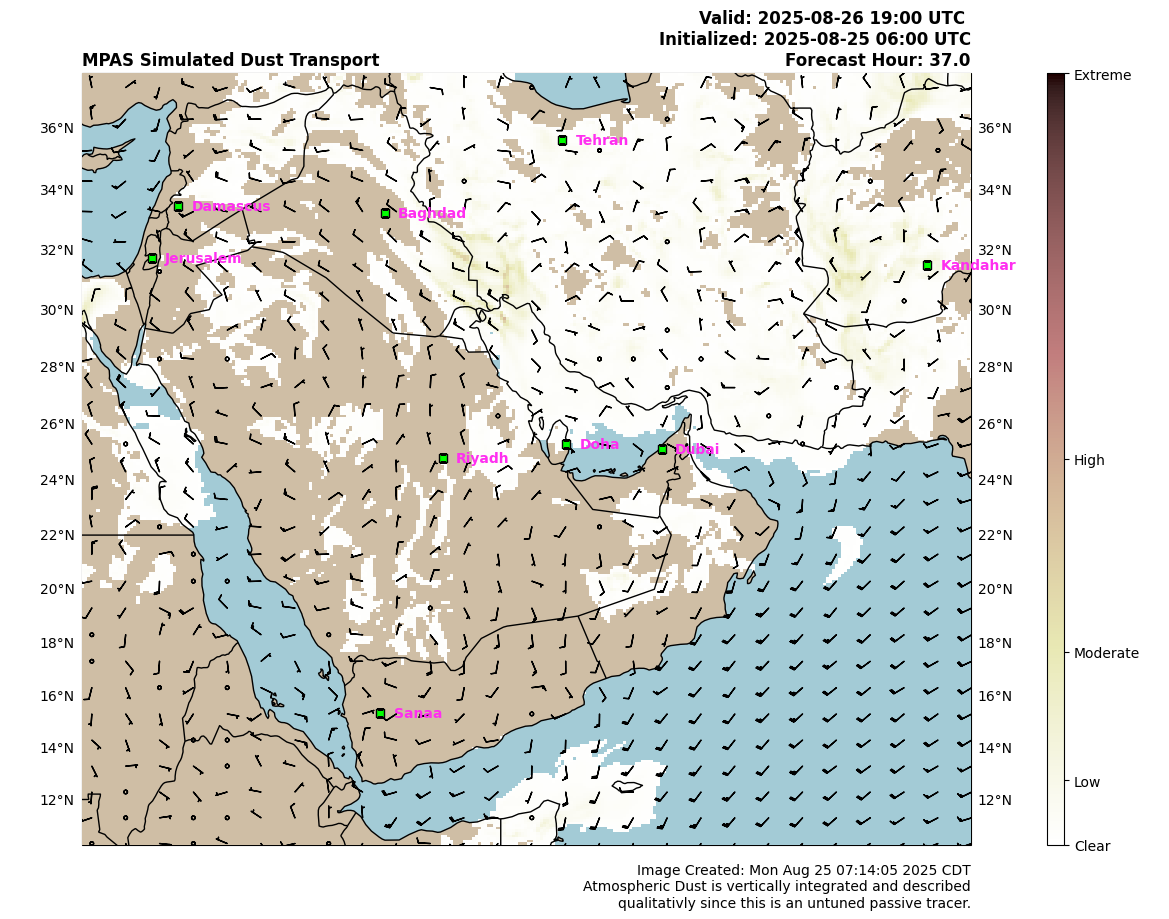 Valid: 2025-08-26 19:00 UTC
Initialized: 2025-08-25 06:00 UTC
MPAS Simulated Dust Transport
Forecast Hour: 37.0
Extreme
36°N
36°N
Tehran
34°N
34°N
Damascus
Baghdad
32°N
32°N
Jerusalem
Kandahar
30°N
30°N
28°N
28°N
26°N
26°N
Doha
Dubai
Riyadh
High
24°N
24°N
22°N
22°N
20°N
20°N
18°N
18°N
Moderate
16°N
16°N
Sanaa
14°N
14°N
Low
12°N
12°N
Clear
Image Created: Mon Aug 25 07:14:05 2025 CDT
Atmospheric Dust is vertically integrated and described
qualitativly since this is an untuned passive tracer.